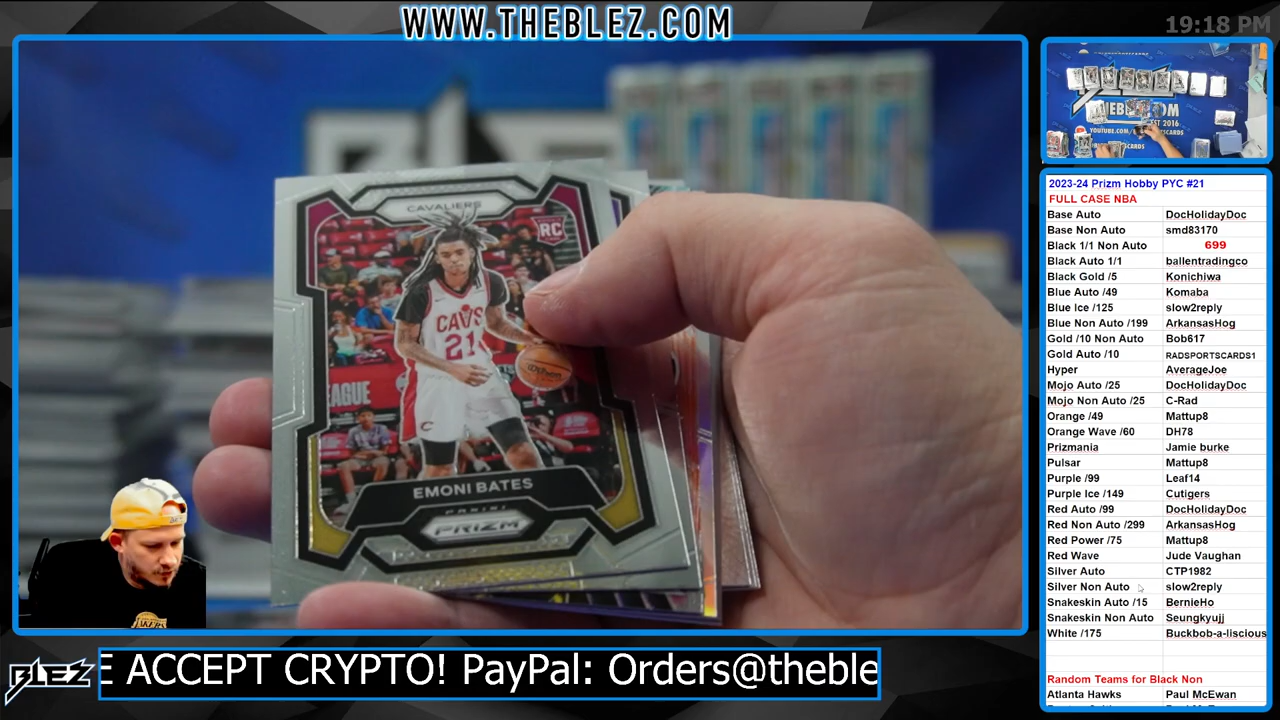 WWW.THEBLEZ.COM
19:18 PM
CAVALIERS
RC
CAVS
21
EAGUE
EMONI BATES
PANINI
PRIZM
LAKERS
2023-24 Prizm Hobby PYC #21
FULL CASE NBA
Base Auto DocHolidayDoc
Base Non Auto smd83170
Black 1/1 Non Auto 699
Black Auto 1/1 ballentradingco
Black Gold /5 Konichiwa
Blue Auto /49 Komaba
Blue ice /125 slow2reply
Blue Non Auto /199 ArkansasHog
Gold /10 Non Auto Bob617
Gold Auto /10 RADSPORTSCARDS1
Hyper AverageJoe
Mojo Auto /25 DocHolidayDoc
Mojo Non Auto /25 C-Rad
Orange /49 Mattup8
Orange Wave /60 DH78
Prizmania Jamie burke
Pulsar Mattup8
Purple /99 Leaf14
Purple Ice /149 Cutigers
Red Auto /99 DocHolidayDoc
Red Non Auto /299 ArkansasHog
Red Power /75 Mattup8
Red Wave Jude Vaughan
Silver Auto CTP1982
Silver Non Auto slow2reply
Snakeskin Auto /15 BernieHo
Snakeskin Non Auto Seungkyujj
White /175 Buckbob-a-liscious
Random Teams for Black Non
Atlanta Hawks Paul McEwan
BLEZ
E ACCEPT CRYPTO! PayPal: Orders@theble